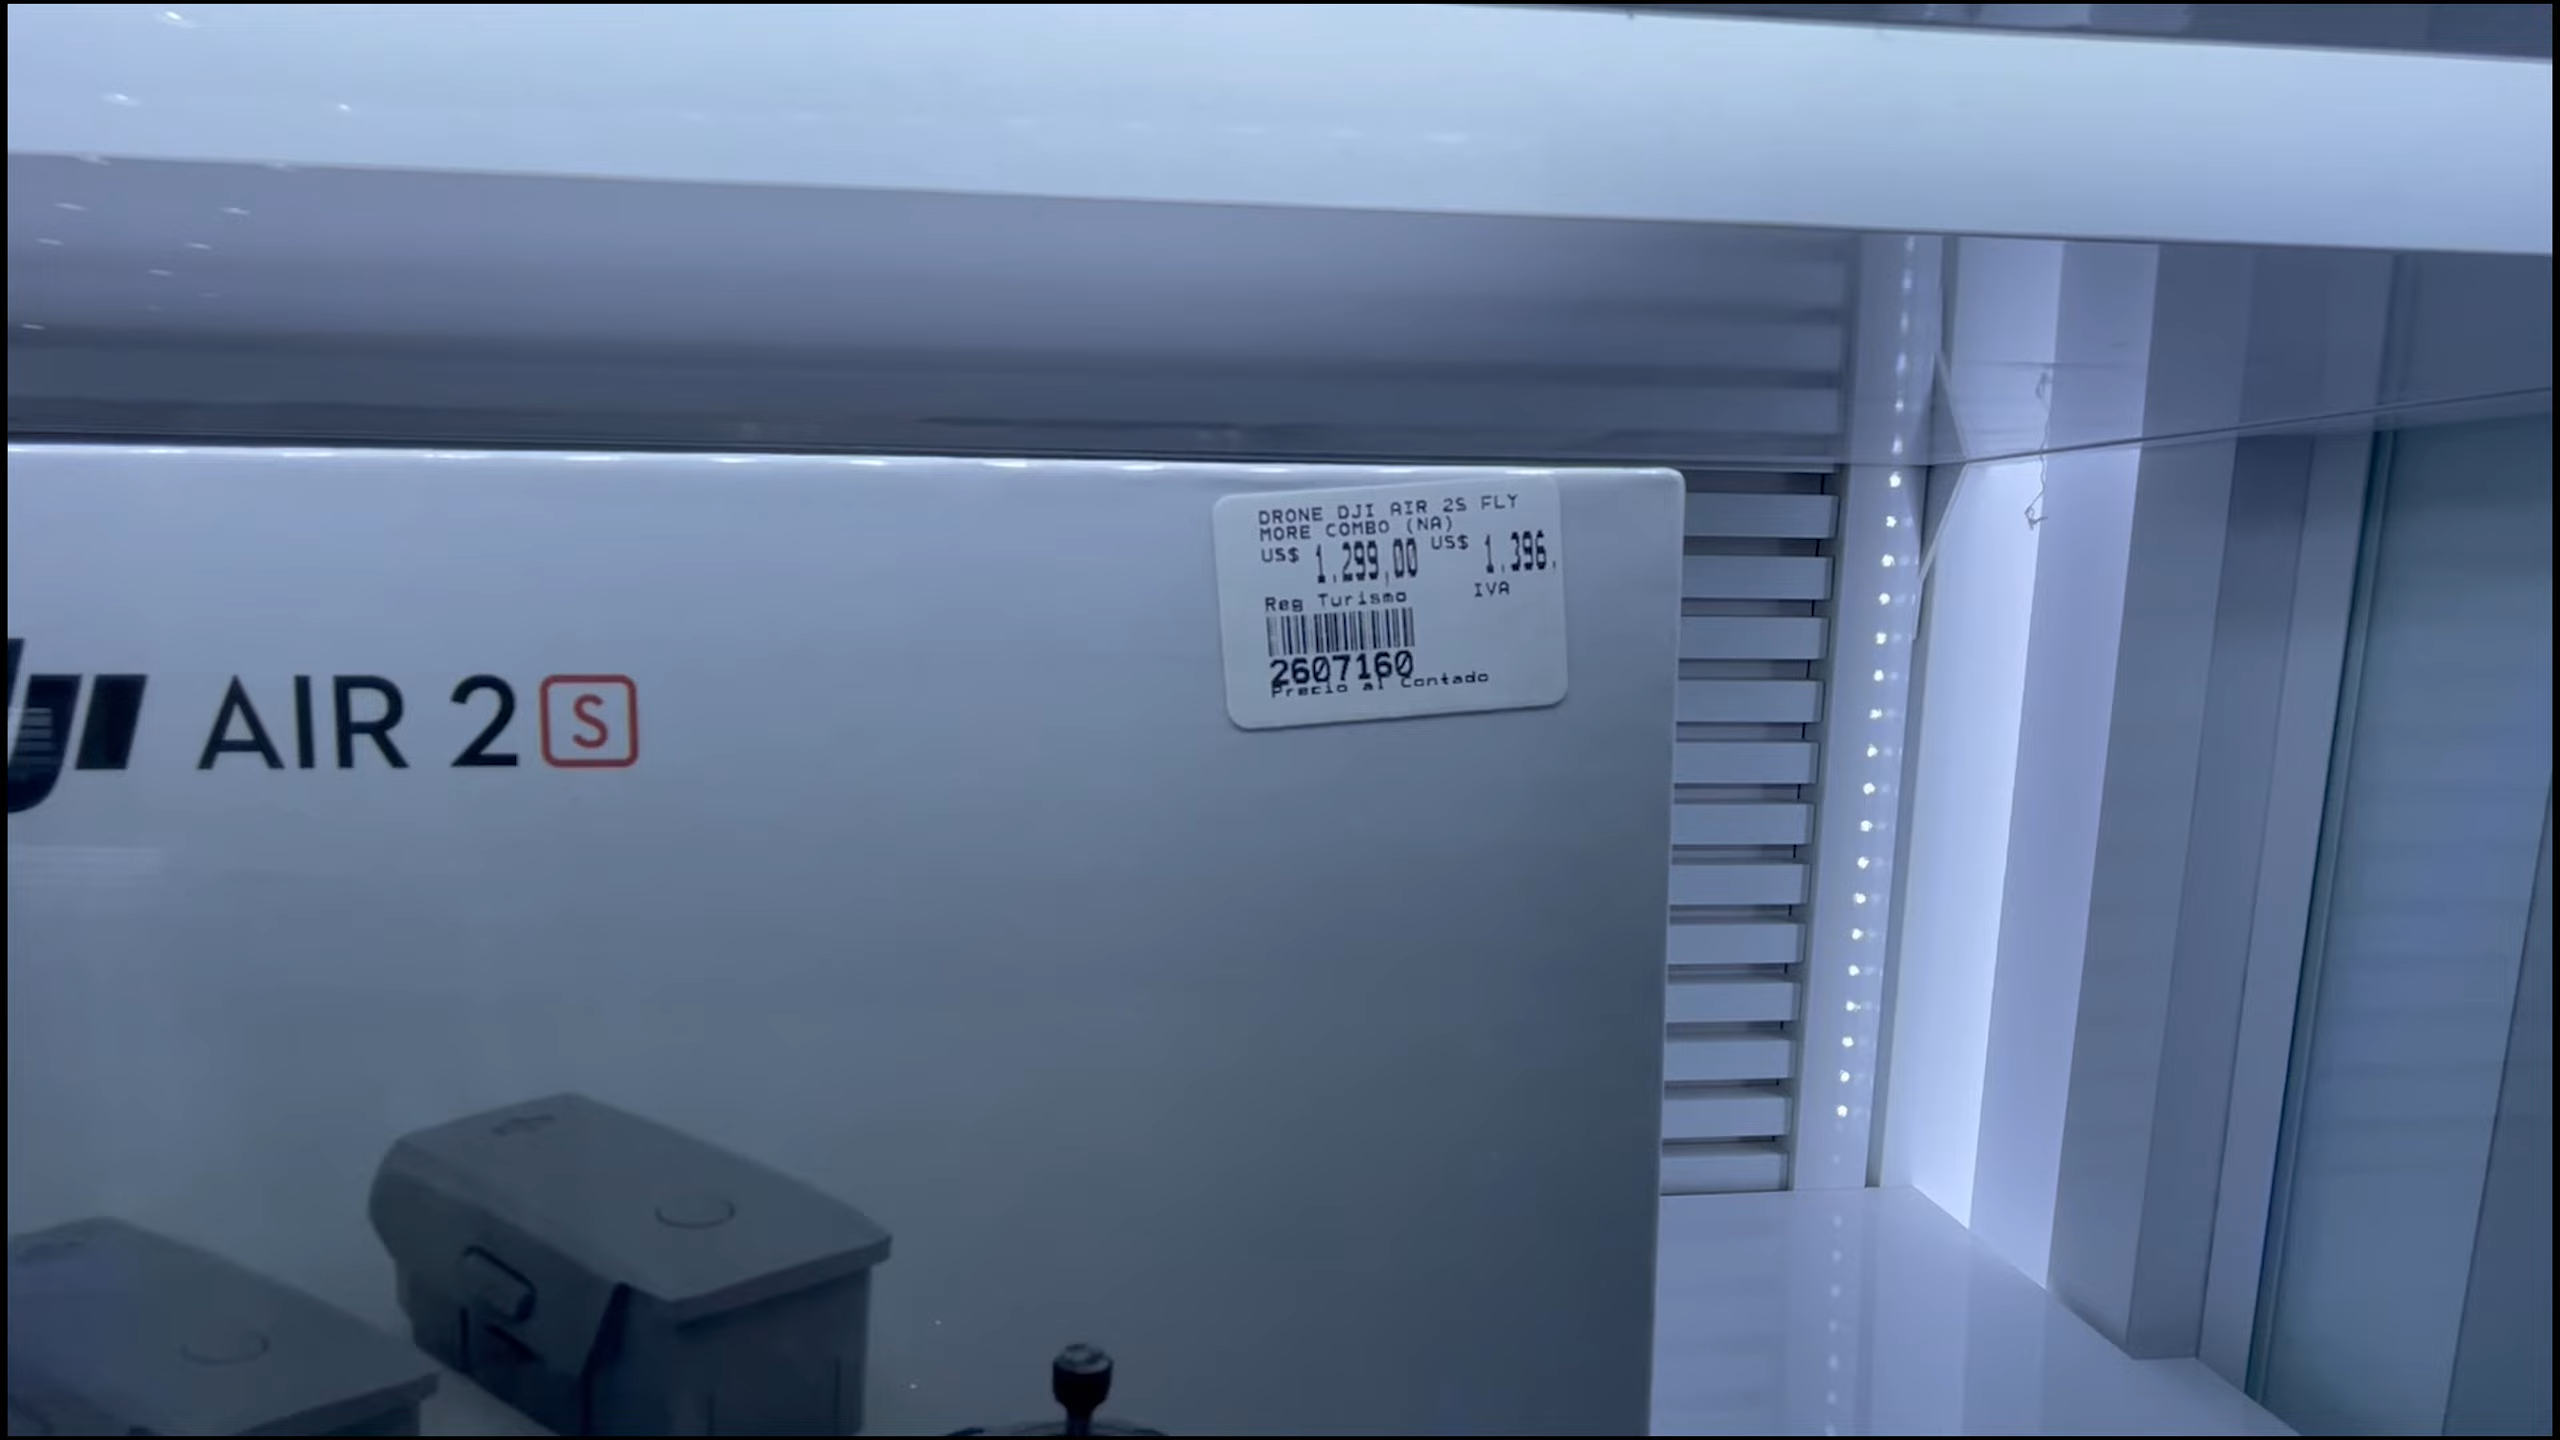 DRONE DJI AIR 2S FLY
MORE COMBO (NA)
US$ 1.299,00 US$ 1.396,
Reg Turismo IVA
2607160
Precio al Contado
AIR 2S